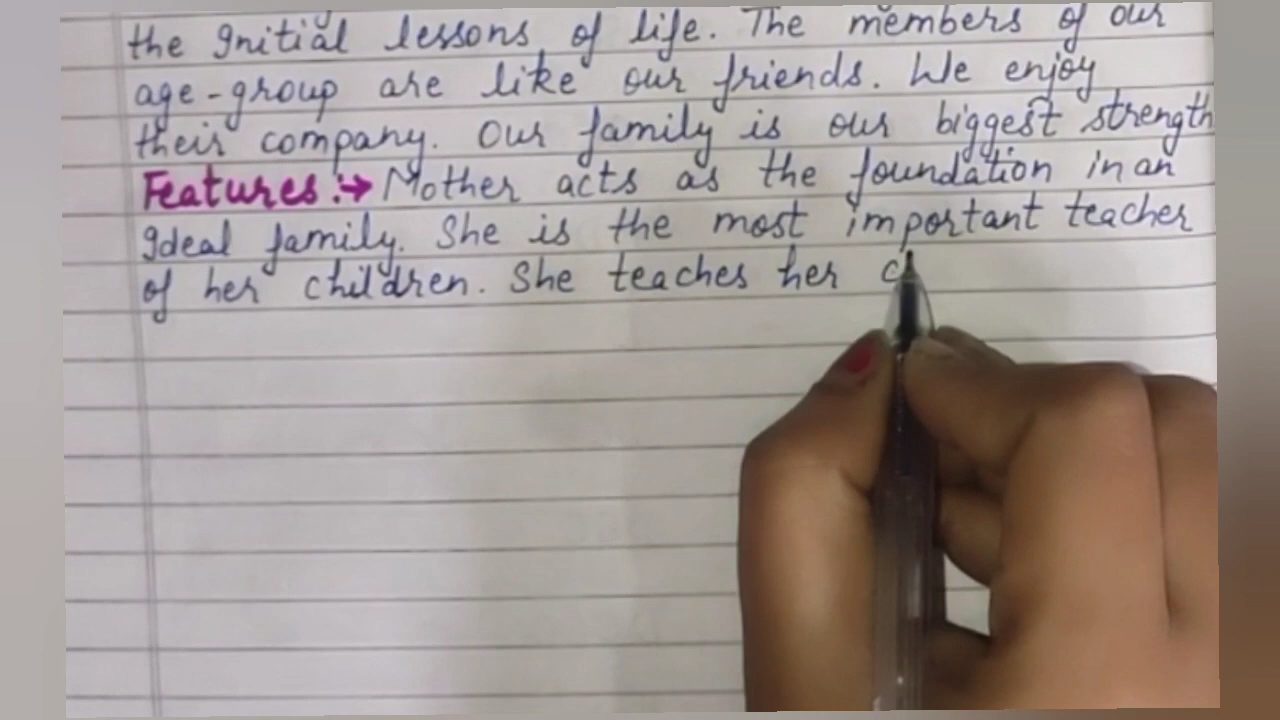 the Initial lessons of life. The members of our
age-group are like our friends. We enjoy
their company. Our family is our biggest strength
Features:→ Mother acts as the foundation in an
Ideal family. She is the most important teacher
of her children. She teaches her c